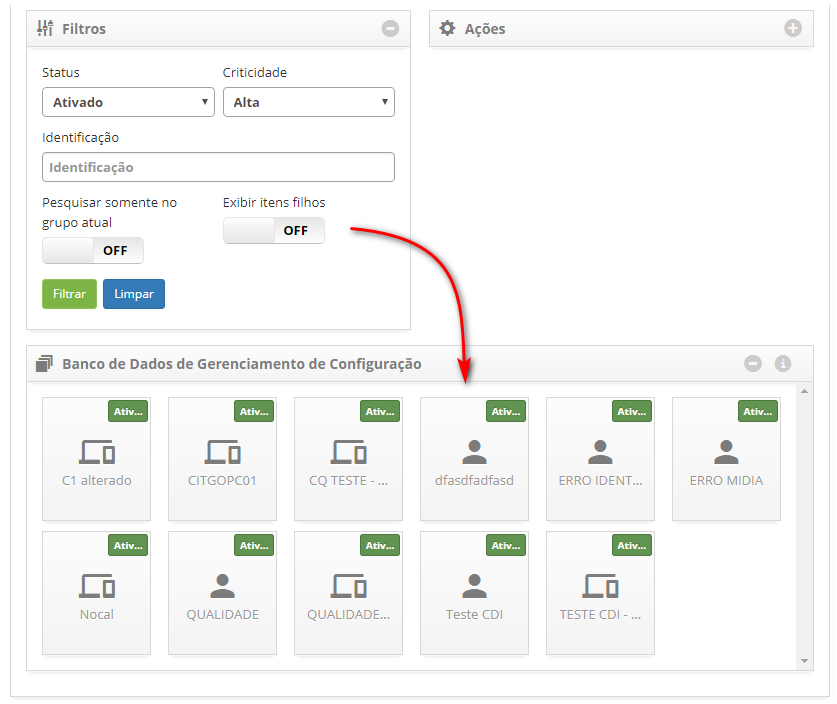 Filtros
Ações
Status
Criticidade
Ativado
Alta
Identificação
Identificação
Pesquisar somente no
grupo atual
Exibir itens filhos
OFF
OFF
Filtrar
Limpar
Banco de Dados de Gerenciamento de Configuração
Ativ...
C1 alterado
Ativ...
CITGOPC01
Ativ...
CQ TESTE - ...
Ativ...
dfasdfadfasd
Ativ...
ERRO IDENT...
Ativ...
ERRO MIDIA
Ativ...
Nocal
Ativ...
QUALIDADE
Ativ...
QUALIDADE...
Ativ...
Teste CDI
Ativ...
TESTE CDI - ...